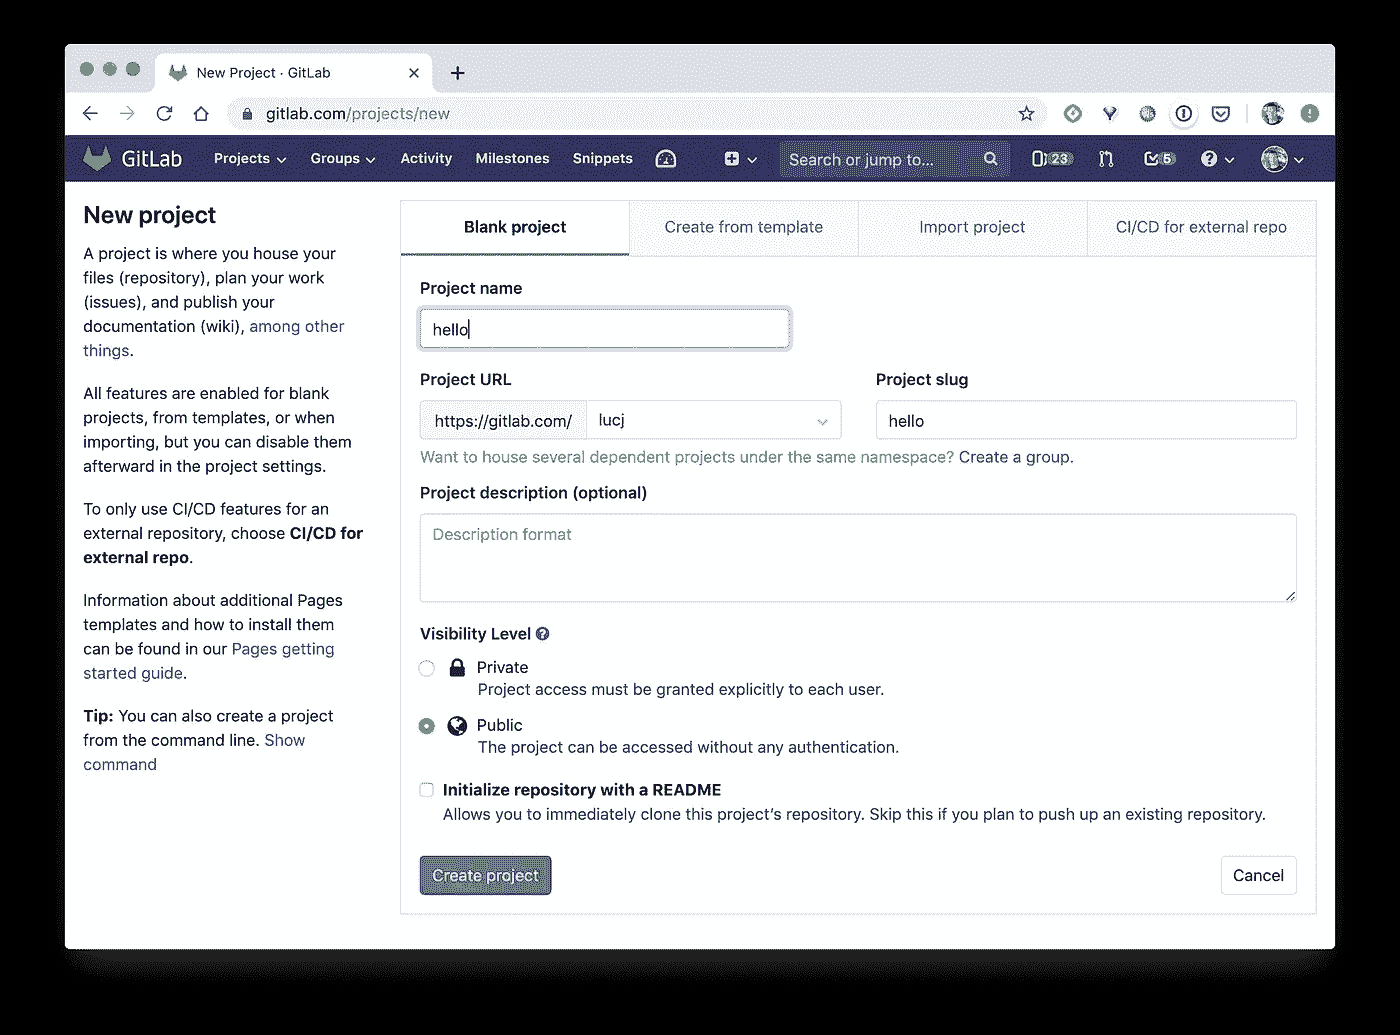 New Project · GitLab
gitlab.com/projects/new
GitLab Projects Groups Activity Milestones Snippets Search or jump to... 23 5
New project
A project is where you house your
files (repository), plan your work
(issues), and publish your
documentation (wiki), among other
things.
All features are enabled for blank
projects, from templates, or when
importing, but you can disable them
afterward in the project settings.
To only use CI/CD features for an
external repository, choose CI/CD for
external repo.
Information about additional Pages
templates and how to install them
can be found in our Pages getting
started guide.
Tip: You can also create a project
from the command line. Show
command
Blank project Create from template Import project CI/CD for external repo
Project name
hello
Project URL Project slug
https://gitlab.com/ lucj hello
Want to house several dependent projects under the same namespace? Create a group.
Project description (optional)
Description format
Visibility Level
Private
Project access must be granted explicitly to each user.
Public
The project can be accessed without any authentication.
Initialize repository with a README
Allows you to immediately clone this project’s repository. Skip this if you plan to push up an existing repository.
Create project Cancel